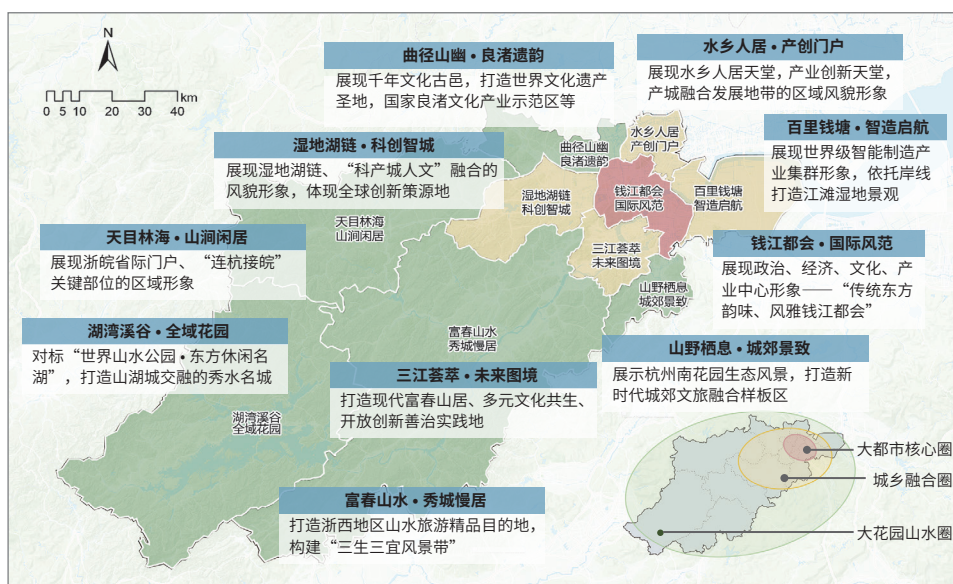 N
0 5 10 20 30 40 km
曲径山幽•良渚遗韵
展现千年文化古邑，打造世界文化遗产
圣地，国家良渚文化产业示范区等
水乡人居•产创门户
展现水乡人居天堂，产业创新天堂，
产城融合发展地带的区域风貌形象
湿地湖链•科创智城
展现湿地湖链、“科产城人文”融合的
风貌形象，体现全球创新策源地
百里钱塘•智造启航
展现世界级智能制造产
业集群形象，依托岸线
打造江滩湿地景观
天目林海•山涧闲居
展现浙皖省际门户、“连杭接皖”
关键部位的区域形象
钱江都会•国际风范
展现政治、经济、文化、产
业中心形象——“传统东方
韵味、风雅钱江都会”
湖湾溪谷•全域花园
对标“世界山水公园•东方休闲名
湖”，打造山湖城交融的秀水名城
三江荟萃•未来图境
打造现代富春山居、多元文化共生、
开放创新善治实践地
山野栖息•城郊景致
展示杭州南花园生态风景，打造新
时代城郊文旅融合样板区
富春山水•秀城慢居
打造浙西地区山水旅游精品目的地，
构建“三生三宜风景带”
水乡人居
产创门户
曲径山幽
良渚遗韵
湿地湖链
科创智城
钱江都会
国际风范
百里钱塘
智造启航
天目林海
山涧闲居
三江荟萃
未来图境
山野栖息
城郊景致
富春山水
秀城慢居
湖湾溪谷
全域花园
大都市核心圈
城乡融合圈
大花园山水圈